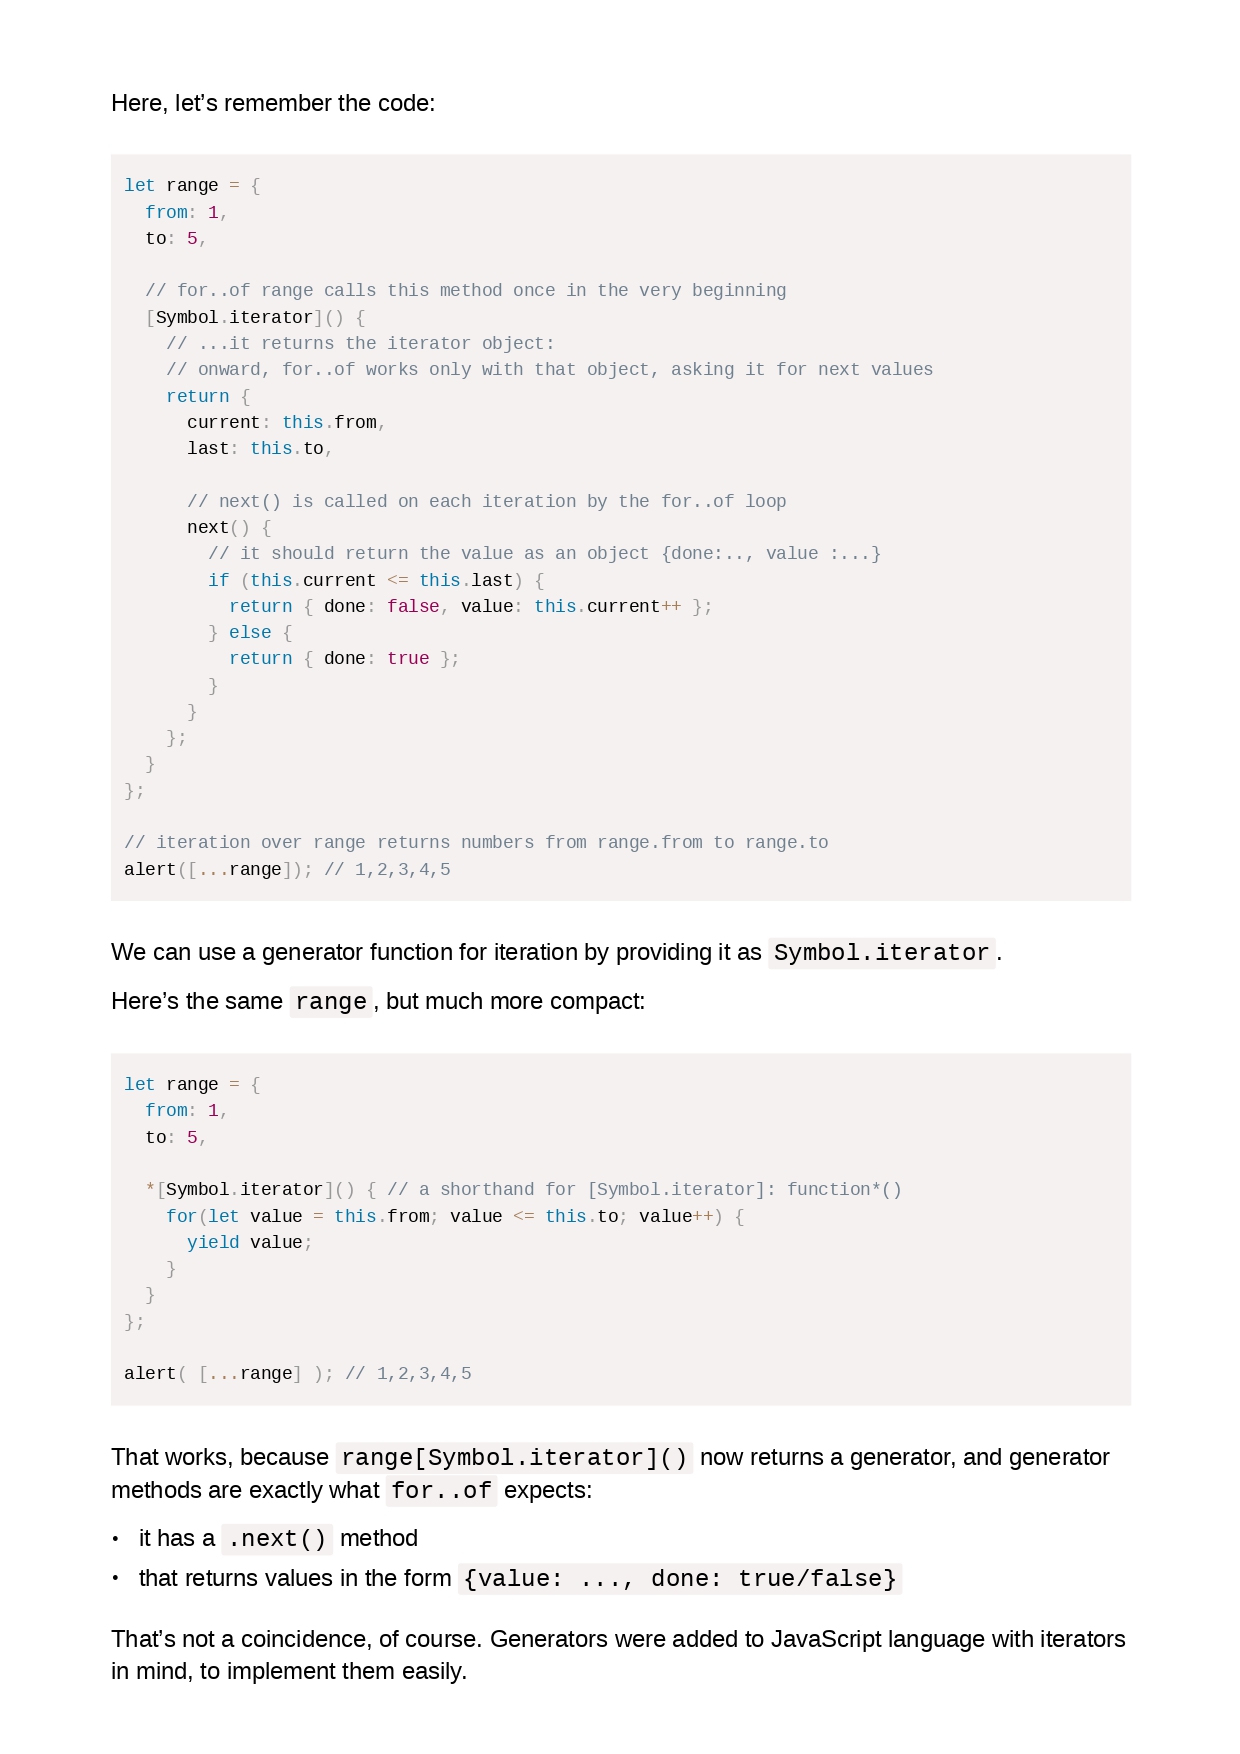 Here, let’s remember the code:
let range = {
  from: 1,
  to: 5,
  // for..of range calls this method once in the very beginning
  [Symbol.iterator]() {
    // ...it returns the iterator object:
    // onward, for..of works only with that object, asking it for next values
    return {
      current: this.from,
      last: this.to,
      // next() is called on each iteration by the for..of loop
      next() {
        // it should return the value as an object {done:.., value :...}
        if (this.current <= this.last) {
          return { done: false, value: this.current++ };
        } else {
          return { done: true };
        }
      }
    };
  }
};
// iteration over range returns numbers from range.from to range.to
alert([...range]); // 1,2,3,4,5
We can use a generator function for iteration by providing it as Symbol.iterator.
Here’s the same range, but much more compact:
let range = {
  from: 1,
  to: 5,
  *[Symbol.iterator]() { // a shorthand for [Symbol.iterator]: function*()
    for(let value = this.from; value <= this.to; value++) {
      yield value;
    }
  }
};
alert( [...range] ); // 1,2,3,4,5
That works, because range[Symbol.iterator]() now returns a generator, and generator
methods are exactly what for..of expects:
• it has a .next() method
• that returns values in the form {value: ..., done: true/false}
That’s not a coincidence, of course. Generators were added to JavaScript language with iterators
in mind, to implement them easily.